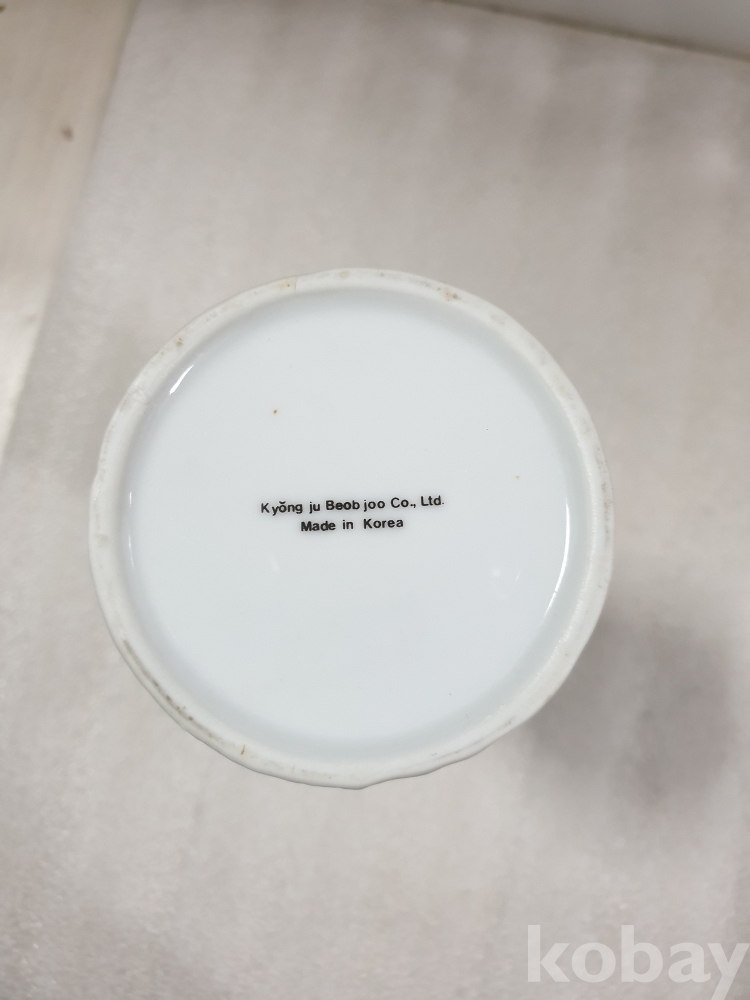 Kyŏng ju Beob joo Co., Ltd.
Made in Korea
kobay